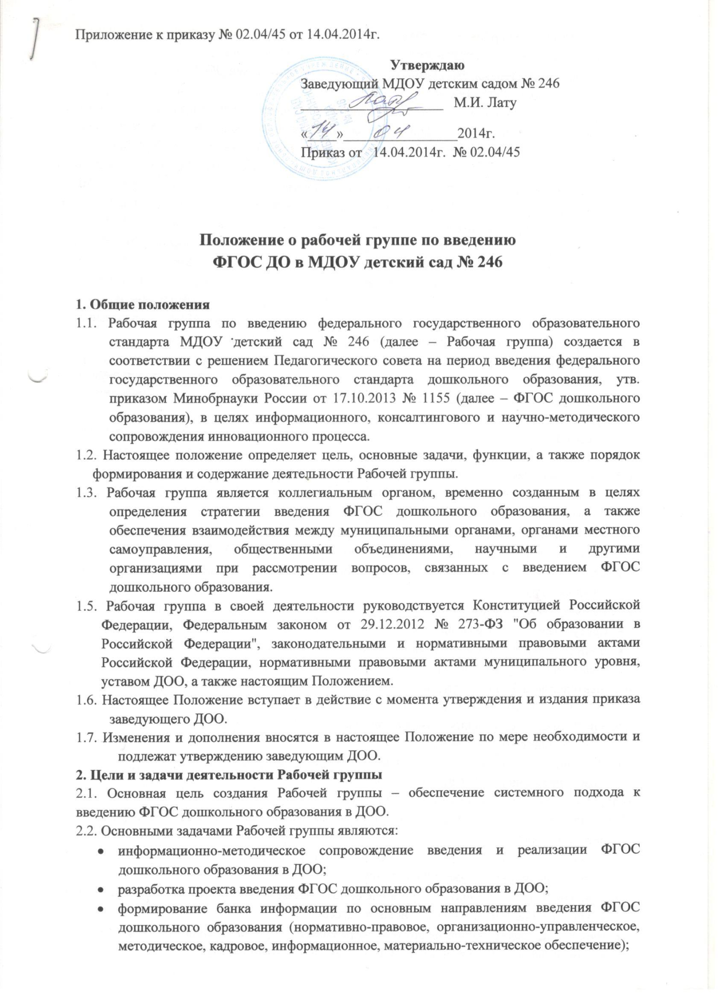 Приложение к приказу № 02.04/45 от 14.04.2014г.
Утверждаю
Заведующий МДОУ детским садом № 246
М.И. Лату
«14» 04 2014г.
Приказ от 14.04.2014г. № 02.04/45
Положение о рабочей группе по введению
ФГОС ДО в МДОУ детский сад № 246
1. Общие положения
1.1. Рабочая группа по введению федерального государственного образовательного
стандарта МДОУ детский сад № 246 (далее – Рабочая группа) создается в
соответствии с решением Педагогического совета на период введения федерального
государственного образовательного стандарта дошкольного образования, утв.
приказом Минобрнауки России от 17.10.2013 № 1155 (далее – ФГОС дошкольного
образования), в целях информационного, консалтингового и научно-методического
сопровождения инновационного процесса.
1.2. Настоящее положение определяет цель, основные задачи, функции, а также порядок
формирования и содержание деятельности Рабочей группы.
1.3. Рабочая группа является коллегиальным органом, временно созданным в целях
определения стратегии введения ФГОС дошкольного образования, а также
обеспечения взаимодействия между муниципальными органами, органами местного
самоуправления, общественными объединениями, научными и другими
организациями при рассмотрении вопросов, связанных с введением ФГОС
дошкольного образования.
1.5. Рабочая группа в своей деятельности руководствуется Конституцией Российской
Федерации, Федеральным законом от 29.12.2012 № 273-ФЗ "Об образовании в
Российской Федерации", законодательными и нормативными правовыми актами
Российской Федерации, нормативными правовыми актами муниципального уровня,
уставом ДОО, а также настоящим Положением.
1.6. Настоящее Положение вступает в действие с момента утверждения и издания приказа
заведующего ДОО.
1.7. Изменения и дополнения вносятся в настоящее Положение по мере необходимости и
подлежат утверждению заведующим ДОО.
2. Цели и задачи деятельности Рабочей группы
2.1. Основная цель создания Рабочей группы – обеспечение системного подхода к
введению ФГОС дошкольного образования в ДОО.
2.2. Основными задачами Рабочей группы являются:
• информационно-методическое сопровождение введения и реализации ФГОС
дошкольного образования в ДОО;
• разработка проекта введения ФГОС дошкольного образования в ДОО;
• формирование банка информации по основным направлениям введения ФГОС
дошкольного образования (нормативно-правовое, организационно-управленческое,
методическое, кадровое, информационное, материально-техническое обеспечение);